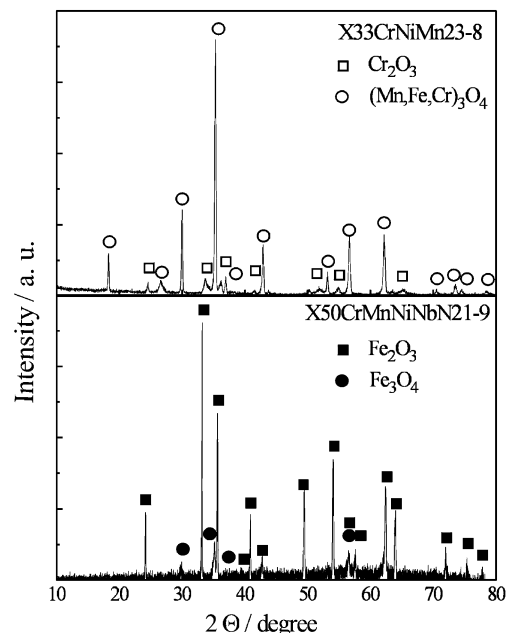 X33CrNiMn23-8
Cr₂O₃
(Mn,Fe,Cr)₃O₄
X50CrMnNiNbN21-9
Fe₂O₃
Fe₃O₄
Intensity / a. u.
10 20 30 40 50 60 70 80
2 Θ / degree